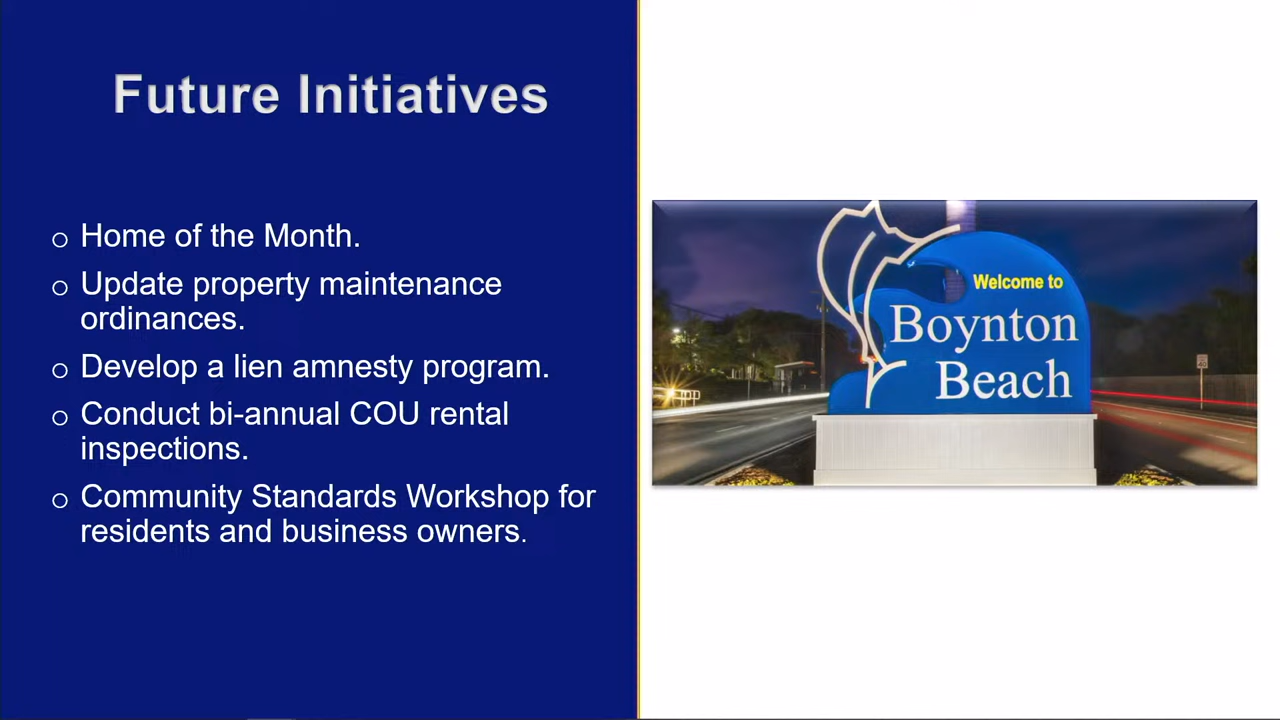 Future Initiatives
o Home of the Month.
o Update property maintenance
ordinances.
o Develop a lien amnesty program.
o Conduct bi-annual COU rental
inspections.
o Community Standards Workshop for
residents and business owners.
Welcome to
Boynton
Beach